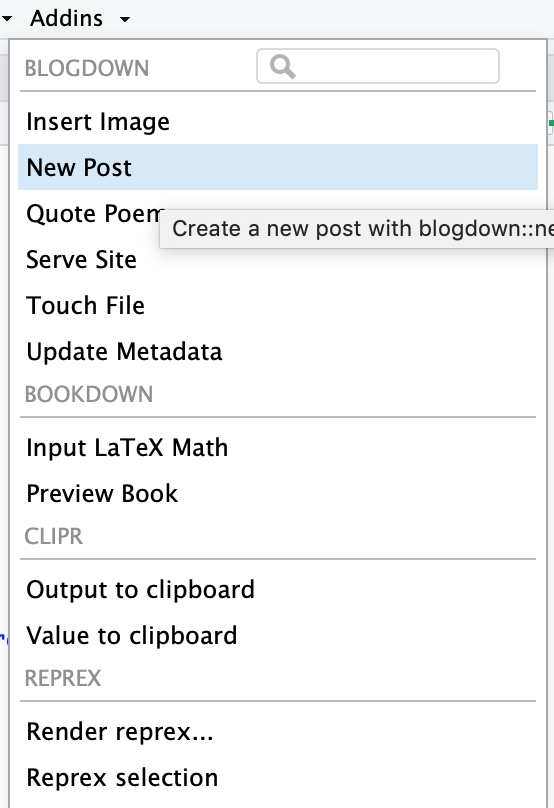 Addins
BLOGDOWN
Insert Image
New Post
Quote Poem
Create a new post with blogdown::ne
Serve Site
Touch File
Update Metadata
BOOKDOWN
Input LaTeX Math
Preview Book
CLIPR
Output to clipboard
Value to clipboard
REPREX
Render reprex...
Reprex selection